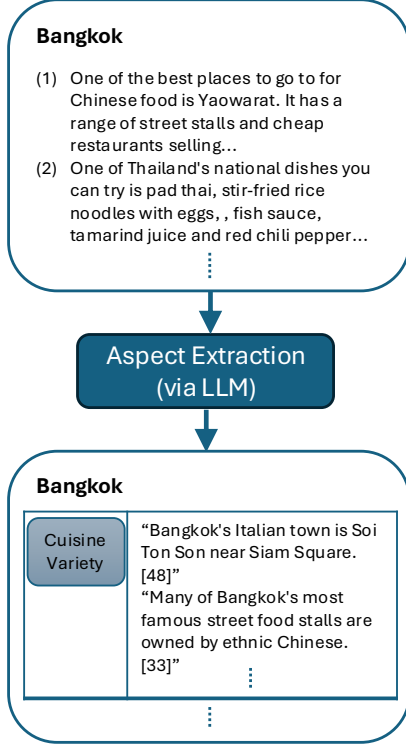 Bangkok
(1) One of the best places to go to for
Chinese food is Yaowarat. It has a
range of street stalls and cheap
restaurants selling...
(2) One of Thailand's national dishes you
can try is pad thai, stir-fried rice
noodles with eggs, , fish sauce,
tamarind juice and red chili pepper...
Aspect Extraction
(via LLM)
Bangkok
Cuisine
Variety
“Bangkok's Italian town is Soi
Ton Son near Siam Square.
[48]”
“Many of Bangkok's most
famous street food stalls are
owned by ethnic Chinese.
[33]”